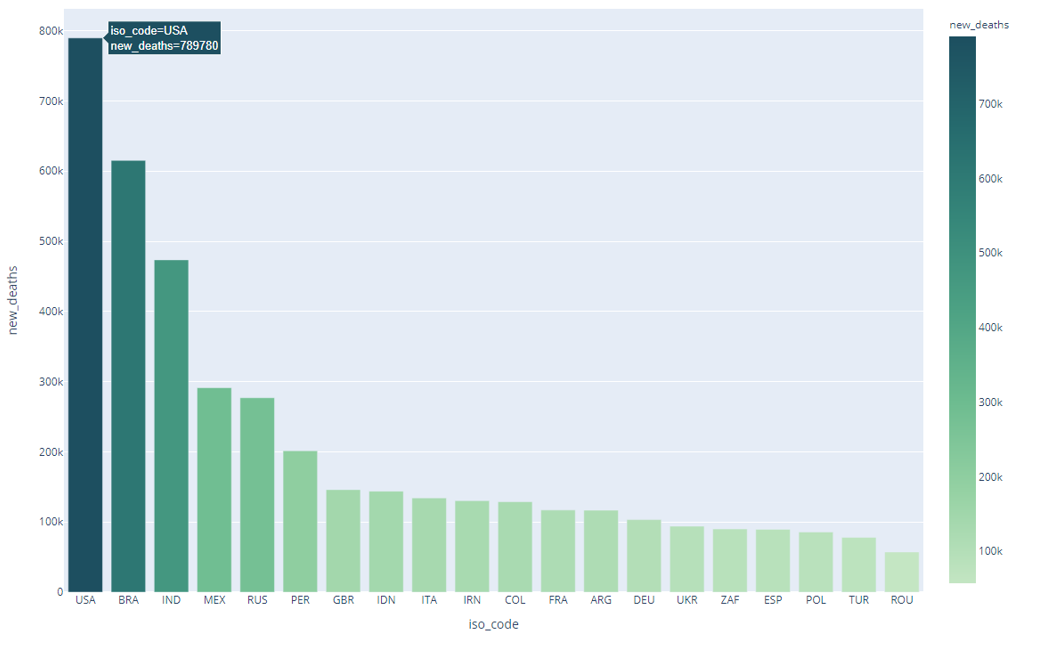 800k
700k
600k
500k
400k
300k
200k
100k
0
new_deaths
iso_code=USA
new_deaths=789780
USA BRA IND MEX RUS PER GBR IDN ITA IRN COL FRA ARG DEU UKR ZAF ESP POL TUR ROU
iso_code
new_deaths
700k
600k
500k
400k
300k
200k
100k